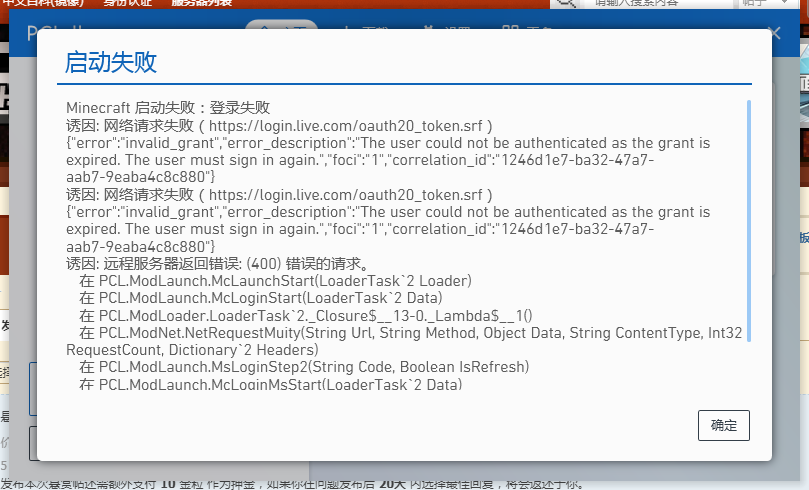 中文百科(镜像) 身份认证 服务器列表
请输入搜索内容 帖子
启动失败
Minecraft 启动失败：登录失败
诱因: 网络请求失败 ( https://login.live.com/oauth20_token.srf )
{"error":"invalid_grant","error_description":"The user could not be authenticated as the grant is
expired. The user must sign in again.","foci":"1","correlation_id":"1246d1e7-ba32-47a7-
aab7-9eaba4c8c880"}
诱因: 网络请求失败 ( https://login.live.com/oauth20_token.srf )
{"error":"invalid_grant","error_description":"The user could not be authenticated as the grant is
expired. The user must sign in again.","foci":"1","correlation_id":"1246d1e7-ba32-47a7-
aab7-9eaba4c8c880"}
诱因: 远程服务器返回错误: (400) 错误的请求。
在 PCL.ModLaunch.McLaunchStart(LoaderTask`2 Loader)
在 PCL.ModLaunch.McLoginStart(LoaderTask`2 Data)
在 PCL.ModLoader.LoaderTask`2._Closure$__13-0._Lambda$__1()
在 PCL.ModNet.NetRequestMuity(String Url, String Method, Object Data, String ContentType, Int32
RequestCount, Dictionary`2 Headers)
在 PCL.ModLaunch.MsLoginStep2(String Code, Boolean IsRefresh)
在 PCL.ModLaunch.McLoginMsStart(LoaderTask`2 Data)
确定
发布本次悬赏帖还需额外支付 10 金粒 作为押金，如果你在问题发布后 20天 内选择最佳回复，将会返还于你。